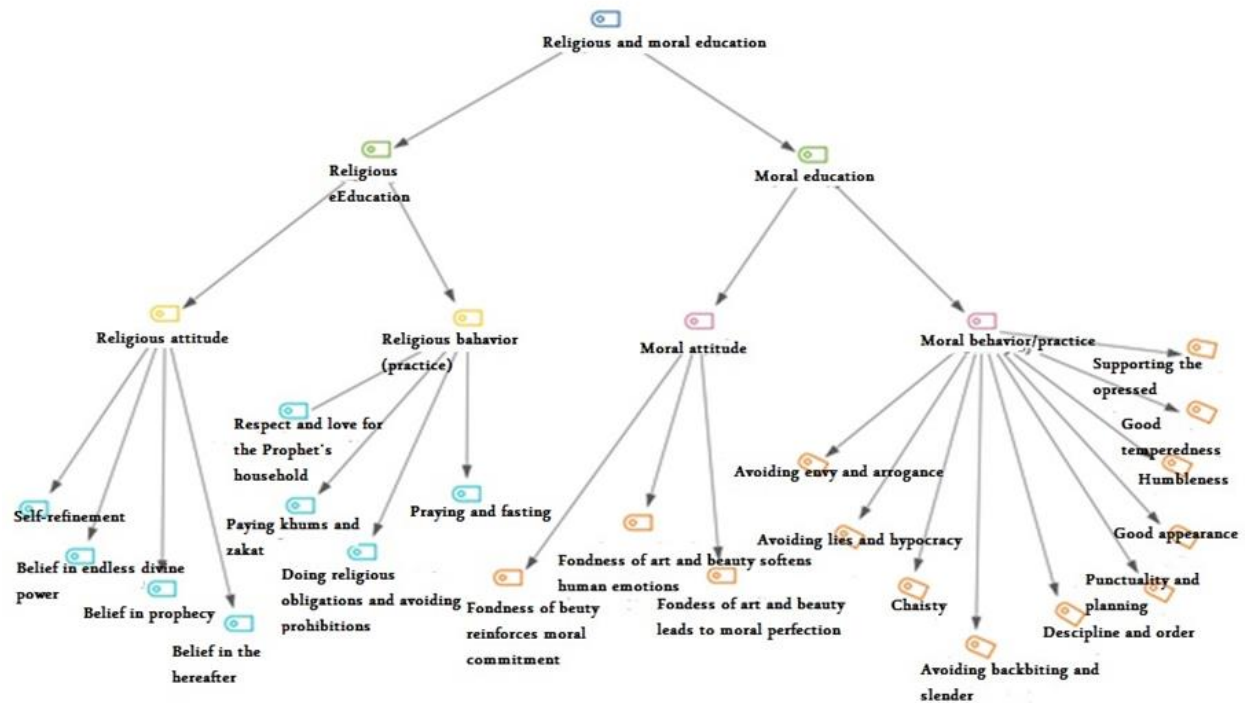 Religious and moral education
Religious
eEducation
Moral education
Religious attitude
Religious bahavior
(practice)
Moral attitude
Moral behavior/practice
Self-refinement
Belief in endless divine
power
Belief in prophecy
Belief in the
hereafter
Respect and love for
the Prophet's
household
Paying khums and
zakat
Doing religious
obligations and avoiding
prohibitions
Praying and fasting
Fondness of beuty
reinforces moral
commitment
Fondness of art and beauty softens
human emotions
Fondess of art and beauty
leads to moral perfection
Avoiding envy and arrogance
Avoiding lies and hypocracy
Chaisty
Avoiding backbiting and
slender
Descipline and order
Punctuality and
planning
Good appearance
Humbleness
Good
temperedness
Supporting the
opressed